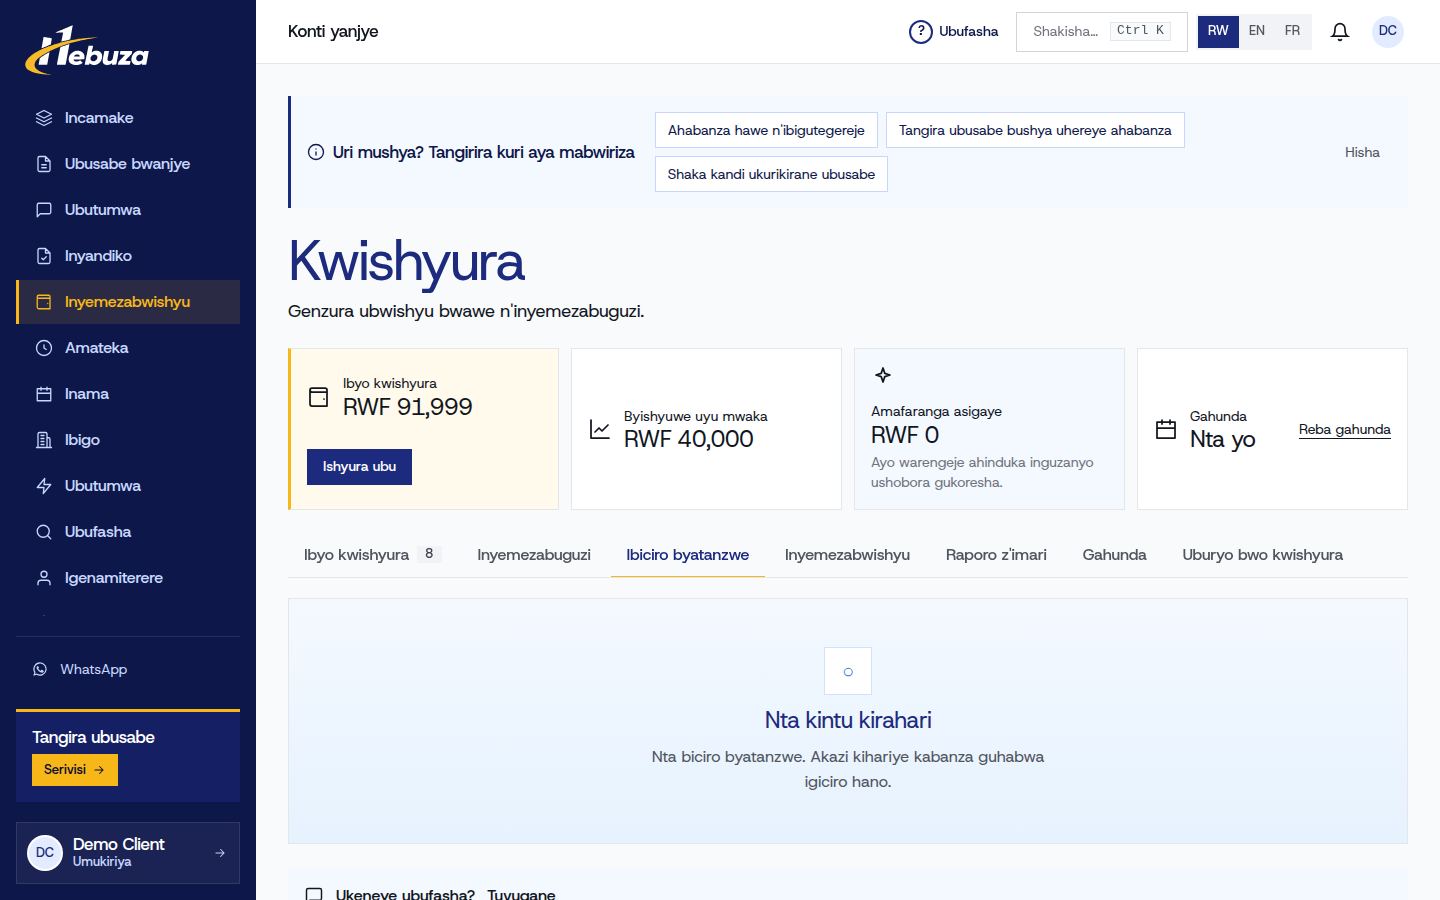 Hebuza
Incamake
Ubusabe bwanjye
Ubutumwa
Inyandiko
Inyemezabwishyu
Amateka
Inama
Ibigo
Ubutumwa
Ubufasha
Igenamiterere
WhatsApp
Tangira ubusabe
Serivisi →
DC
Demo Client
Umukiriya
→
Konti yanjye
? Ubufasha
Shakisha... Ctrl K
RW EN FR
DC
Uri mushya? Tangirira kuri aya mabwiriza
Ahabanza hawe n'ibigutegereje
Tangira ubusabe bushya uhereye ahabanza
Shaka kandi ukurikirane ubusabe
Hisha
Kwishyura
Genzura ubwishyu bwawe n'inyemezabuguzi.
Ibyo kwishyura
RWF 91,999
Ishyura ubu
Byishyuwe uyu mwaka
RWF 40,000
Amafaranga asigaye
RWF 0
Ayo warengeje ahinduka inguzanyo
ushobora gukoresha.
Gahunda
Nta yo
Reba gahunda
Ibyo kwishyura 8 Inyemezabuguzi Ibiciro byatanzwe Inyemezabwishyu Raporo z'imari Gahunda Uburyo bwo kwishyura
Nta kintu kirahari
Nta biciro byatanzwe. Akazi kihariye kabanza guhabwa
igiciro hano.
Ukeneye ubufasha? Tuvugane